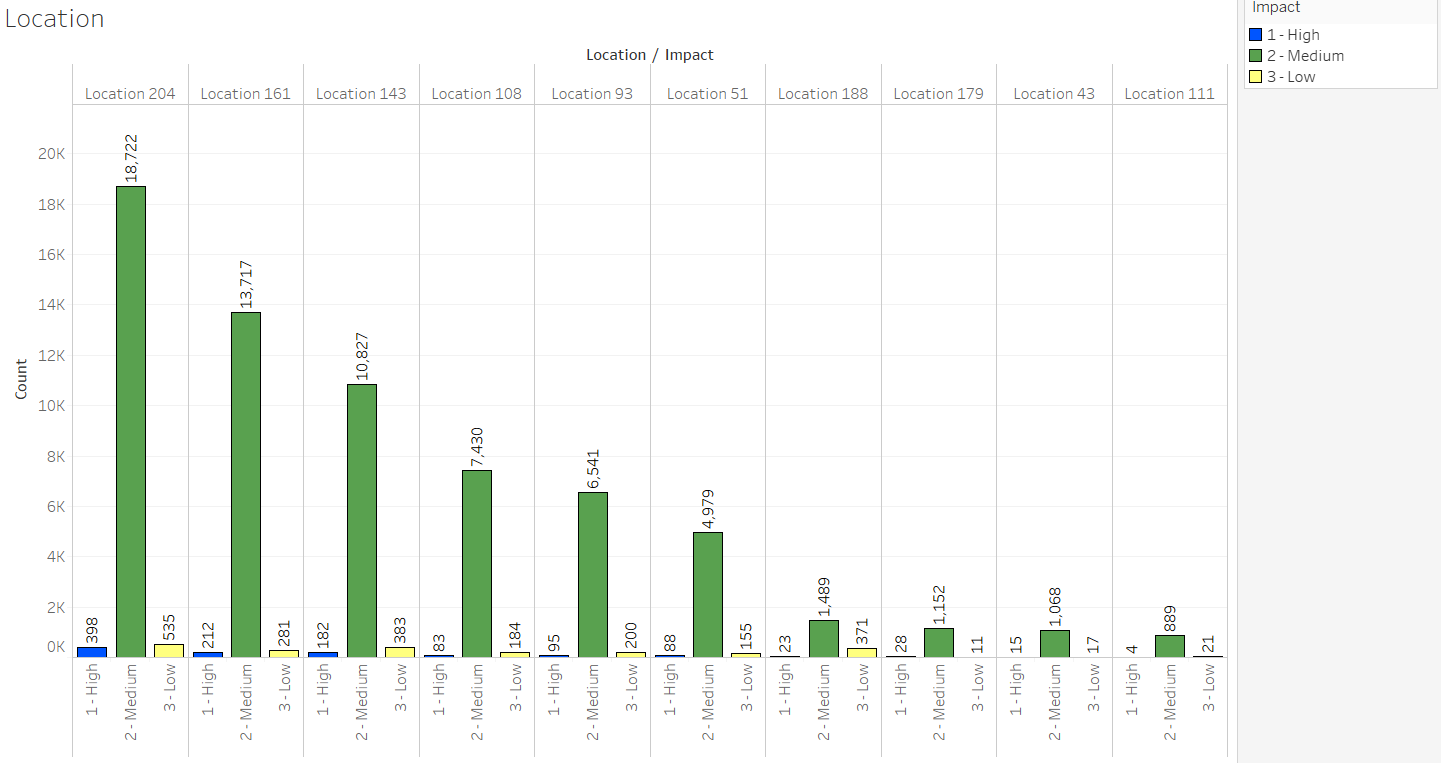 Location
Impact
1 - High
2 - Medium
3 - Low
Location / Impact
Location 204 Location 161 Location 143 Location 108 Location 93 Location 51 Location 188 Location 179 Location 43 Location 111
Count
20K
18K
16K
14K
12K
10K
8K
6K
4K
2K
0K
398 18,722 535 212 13,717 281 182 10,827 383 83 7,430 184 95 6,541 200 88 4,979 155 23 1,489 371 28 1,152 11 15 1,068 17 4 889 21
1 - High 2 - Medium 3 - Low 1 - High 2 - Medium 3 - Low 1 - High 2 - Medium 3 - Low 1 - High 2 - Medium 3 - Low 1 - High 2 - Medium 3 - Low 1 - High 2 - Medium 3 - Low 1 - High 2 - Medium 3 - Low 1 - High 2 - Medium 3 - Low 1 - High 2 - Medium 3 - Low 1 - High 2 - Medium 3 - Low